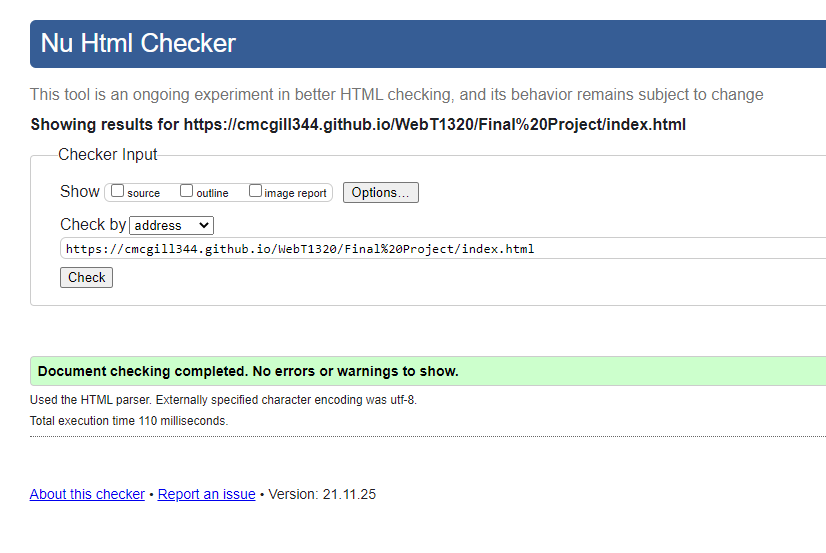 Nu Html Checker
This tool is an ongoing experiment in better HTML checking, and its behavior remains subject to change
Showing results for https://cmcgill344.github.io/WebT1320/Final%20Project/index.html
Checker Input
Show source outline image report Options...
Check by address
https://cmcgill344.github.io/WebT1320/Final%20Project/index.html
Check
Document checking completed. No errors or warnings to show.
Used the HTML parser. Externally specified character encoding was utf-8.
Total execution time 110 milliseconds.
About this checker • Report an issue • Version: 21.11.25